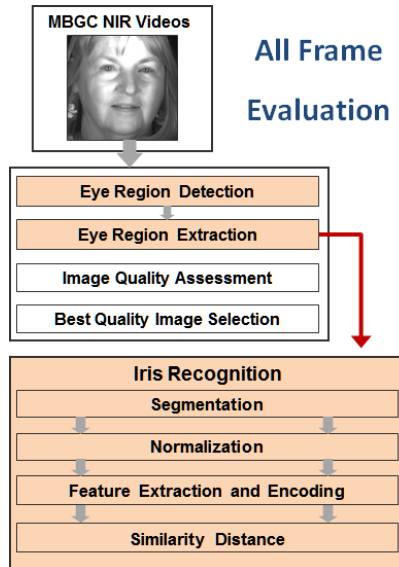 MBGC NIR Videos
All Frame
Evaluation
Eye Region Detection
Eye Region Extraction
Image Quality Assessment
Best Quality Image Selection
Iris Recognition
Segmentation
Normalization
Feature Extraction and Encoding
Similarity Distance